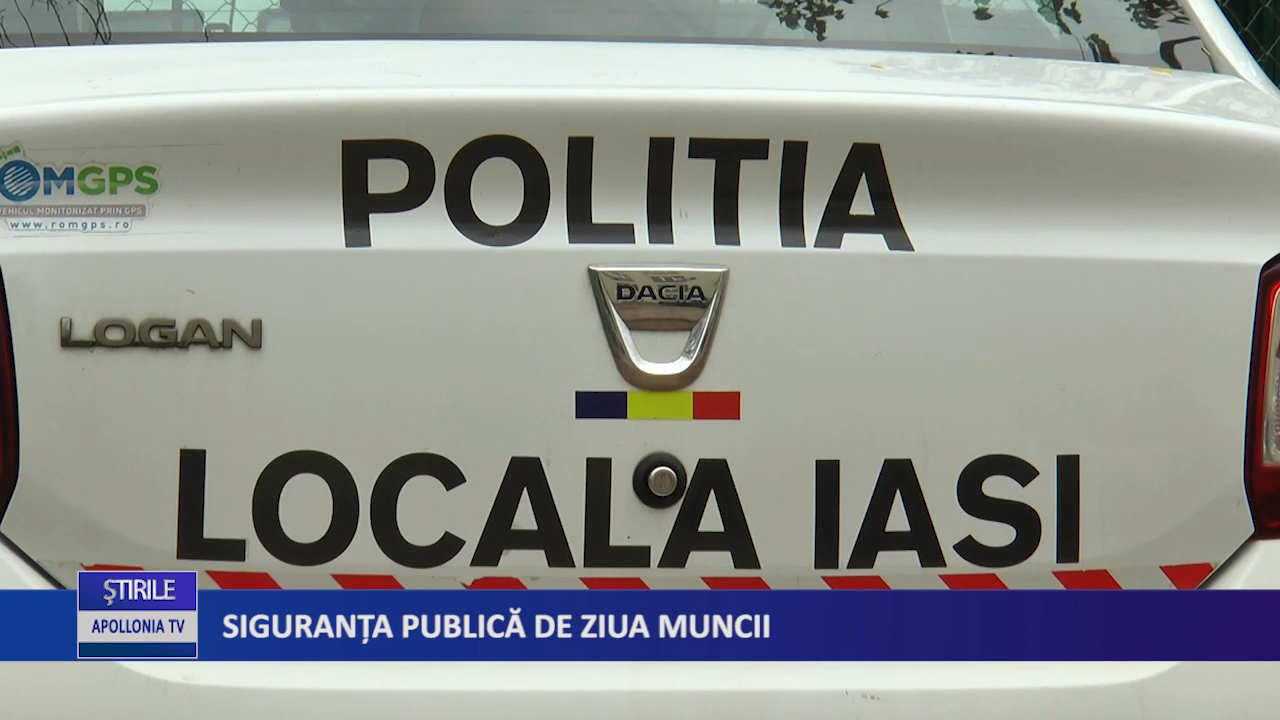 POLITIA
ROMGPS
VEHICUL MONITORIZAT PRIN GPS
www.romgps.ro
DACIA
LOGAN
LOCALA IASI
ȘTIRILE
APOLLONIA TV
SIGURANȚA PUBLICĂ DE ZIUA MUNCII